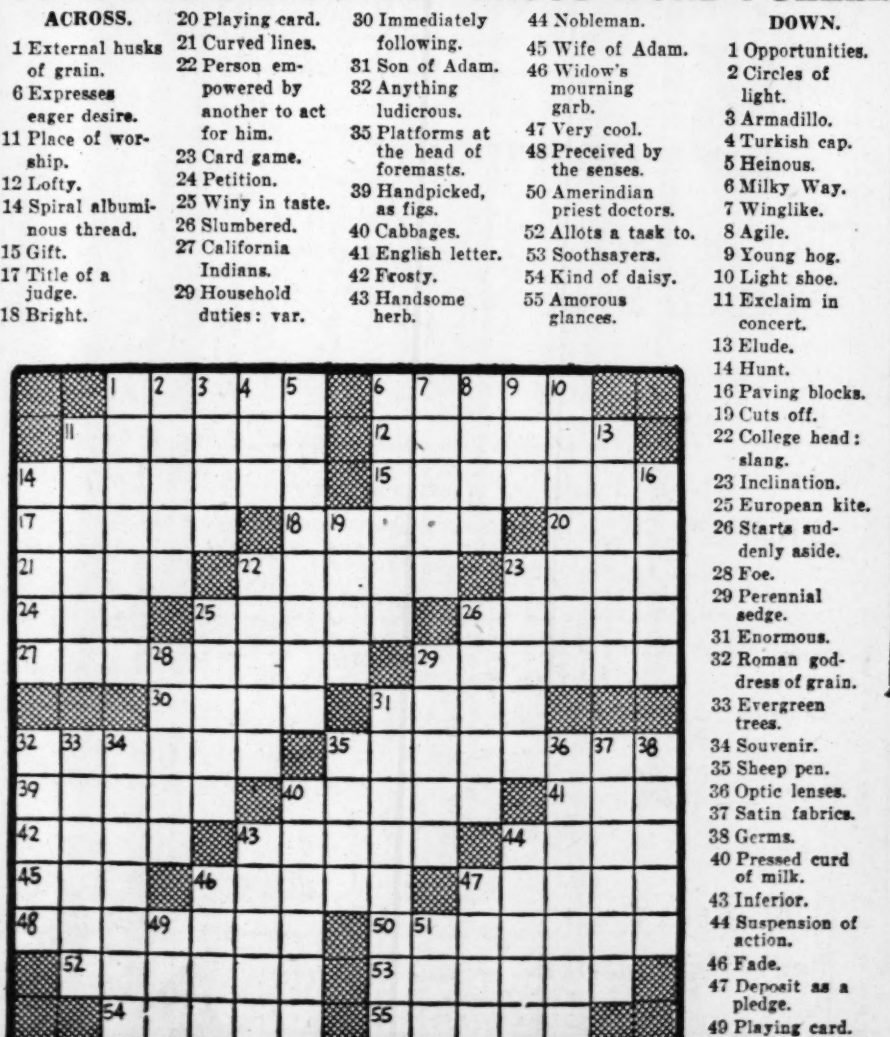 ACROSS.
1 External husks
of grain.
6 Expresses
eager desire.
11 Place of wor-
ship.
12 Lofty.
14 Spiral albumi-
nous thread.
15 Gift.
17 Title of a
judge.
18 Bright.
20 Playing card.
21 Curved lines.
22 Person em-
powered by
another to act
for him.
23 Card game.
24 Petition.
25 Winy in taste.
26 Slumbered.
27 California
Indians.
29 Household
duties: var.
30 Immediately
following.
31 Son of Adam.
32 Anything
ludicrous.
35 Platforms at
the head of
foremasts.
39 Handpicked,
as figs.
40 Cabbages.
41 English letter.
42 Frosty.
43 Handsome
herb.
44 Nobleman.
45 Wife of Adam.
46 Widow's
mourning
garb.
47 Very cool.
48 Preceived by
the senses.
50 Amerindian
priest doctors.
52 Allots a task to.
53 Soothsayers.
54 Kind of daisy.
55 Amorous
glances.
DOWN.
1 Opportunities.
2 Circles of
light.
3 Armadillo.
4 Turkish cap.
5 Heinous.
6 Milky Way.
7 Winglike.
8 Agile.
9 Young hog.
10 Light shoe.
11 Exclaim in
concert.
13 Elude.
14 Hunt.
16 Paving blocks.
19 Cuts off.
22 College head:
slang.
23 Inclination.
25 European kite.
26 Starts sud-
denly aside.
28 Foe.
29 Perennial
sedge.
31 Enormous.
32 Roman god-
dress of grain.
33 Evergreen
trees.
34 Souvenir.
35 Sheep pen.
36 Optic lenses.
37 Satin fabrics.
38 Germs.
40 Pressed curd
of milk.
43 Inferior.
44 Suspension of
action.
46 Fade.
47 Deposit as a
pledge.
49 Playing card.
1 2 3 4 5 6 7 8 9 10
11 12 13
14 15 16
17 18 19 20
21 22 23
24 25 26
27 28 29
30 31
32 33 34 35 36 37 38
39 40 41
42 43 44
45 46 47
48 49 50 51
52 53
54 55